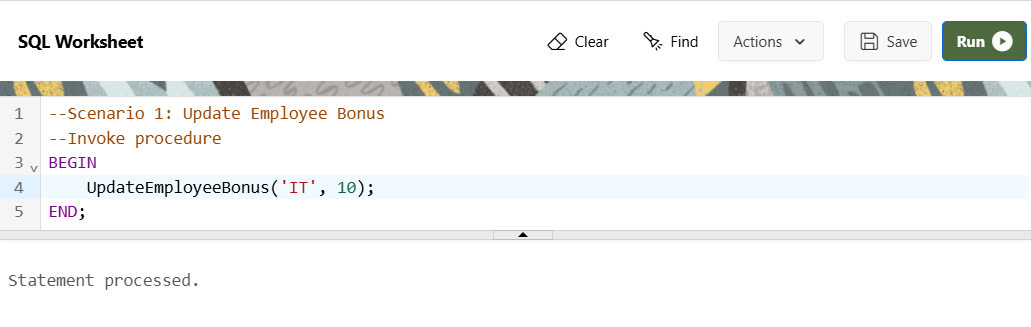 SQL Worksheet
Clear
Find
Actions
Save
Run
1 --Scenario 1: Update Employee Bonus
2 --Invoke procedure
3 BEGIN
4     UpdateEmployeeBonus('IT', 10);
5 END;
Statement processed.